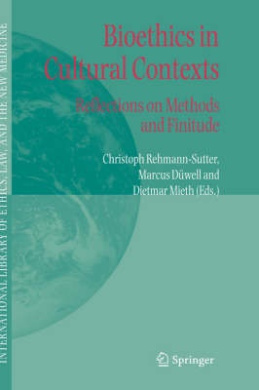 INTERNATIONAL LIBRARY OF ETHICS, LAW, AND THE NEW MEDICINE
Bioethics in
Cultural Contexts
Reflections on Methods
and Finitude
Christoph Rehmann-Sutter,
Marcus Düwell and
Dietmar Mieth (Eds.)
Springer